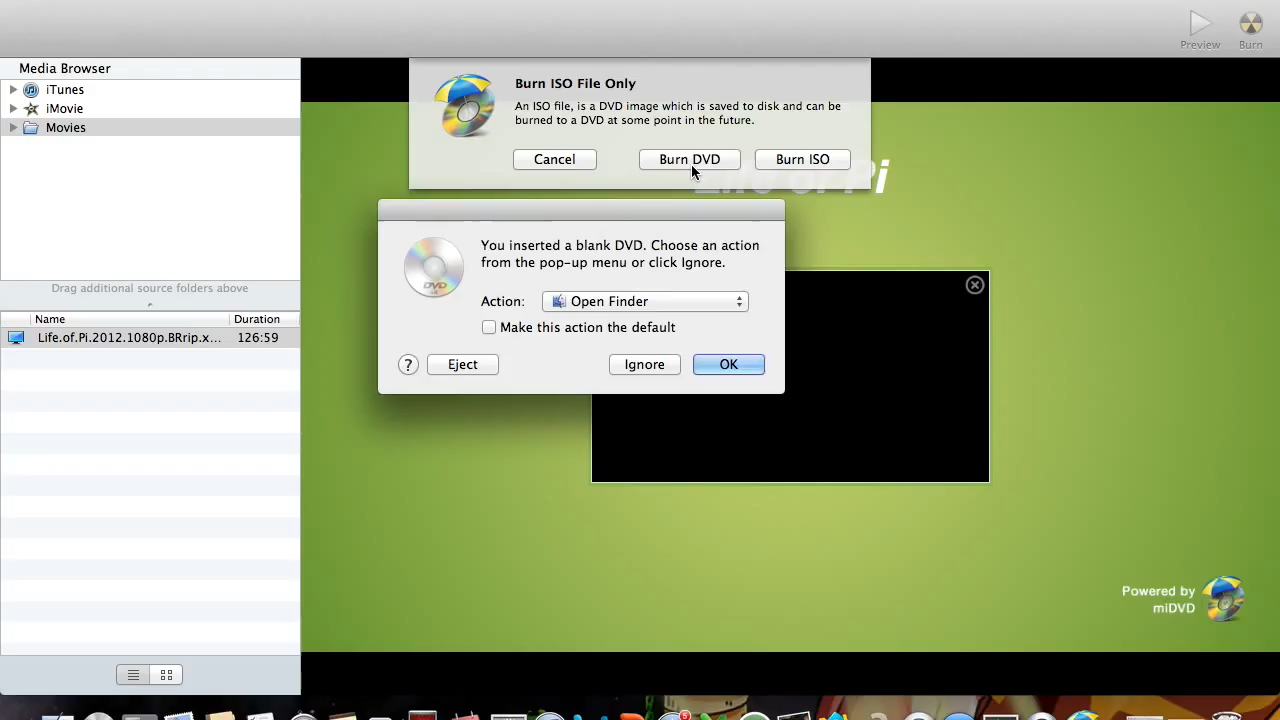 Preview
Burn
Media Browser
iTunes
iMovie
Movies
Burn ISO File Only
An ISO file, is a DVD image which is saved to disk and can be
burned to a DVD at some point in the future.
Cancel
Burn DVD
Burn ISO
Life of Pi
You inserted a blank DVD. Choose an action
from the pop-up menu or click Ignore.
Action:
Open Finder
Make this action the default
?
Eject
Ignore
OK
Drag additional source folders above
Name
Duration
Life.of.Pi.2012.1080p.BRrip.x...
126:59
Powered by
miDVD
DVD